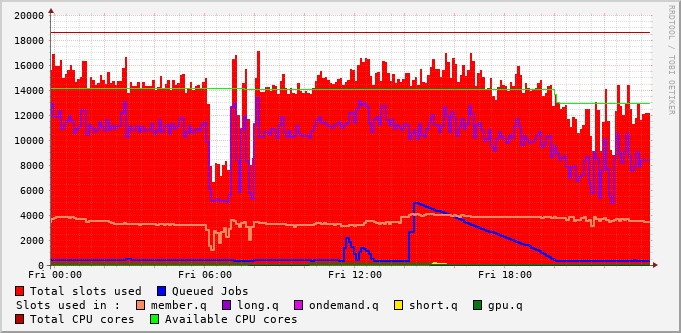 20000
18000
16000
14000
12000
10000
8000
6000
4000
2000
0
Fri 00:00 Fri 06:00 Fri 12:00 Fri 18:00
RRDTOOL / TOBI OETIKER
Total slots used Queued Jobs
Slots used in : member.q long.q ondemand.q short.q gpu.q
Total CPU cores Available CPU cores